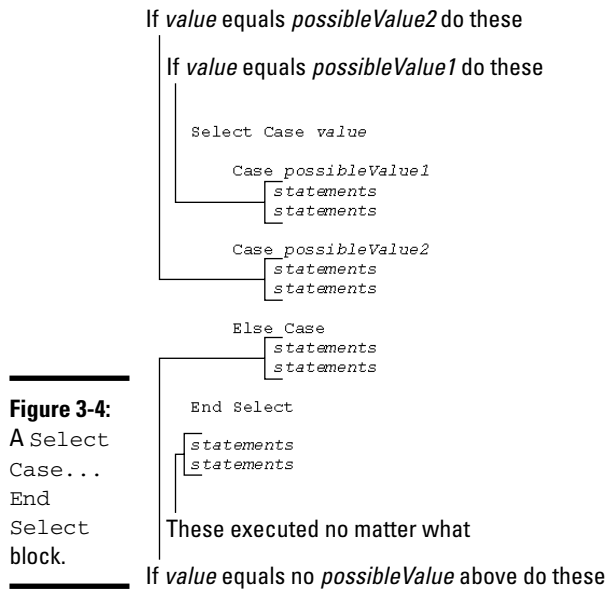 If value equals possibleValue2 do these
If value equals possibleValue1 do these
Select Case value
Case possibleValue1
statements
statements
Case possibleValue2
statements
statements
Else Case
statements
statements
End Select
statements
statements
Figure 3-4:
A Select
Case...
End
Select
block.
These executed no matter what
If value equals no possibleValue above do these